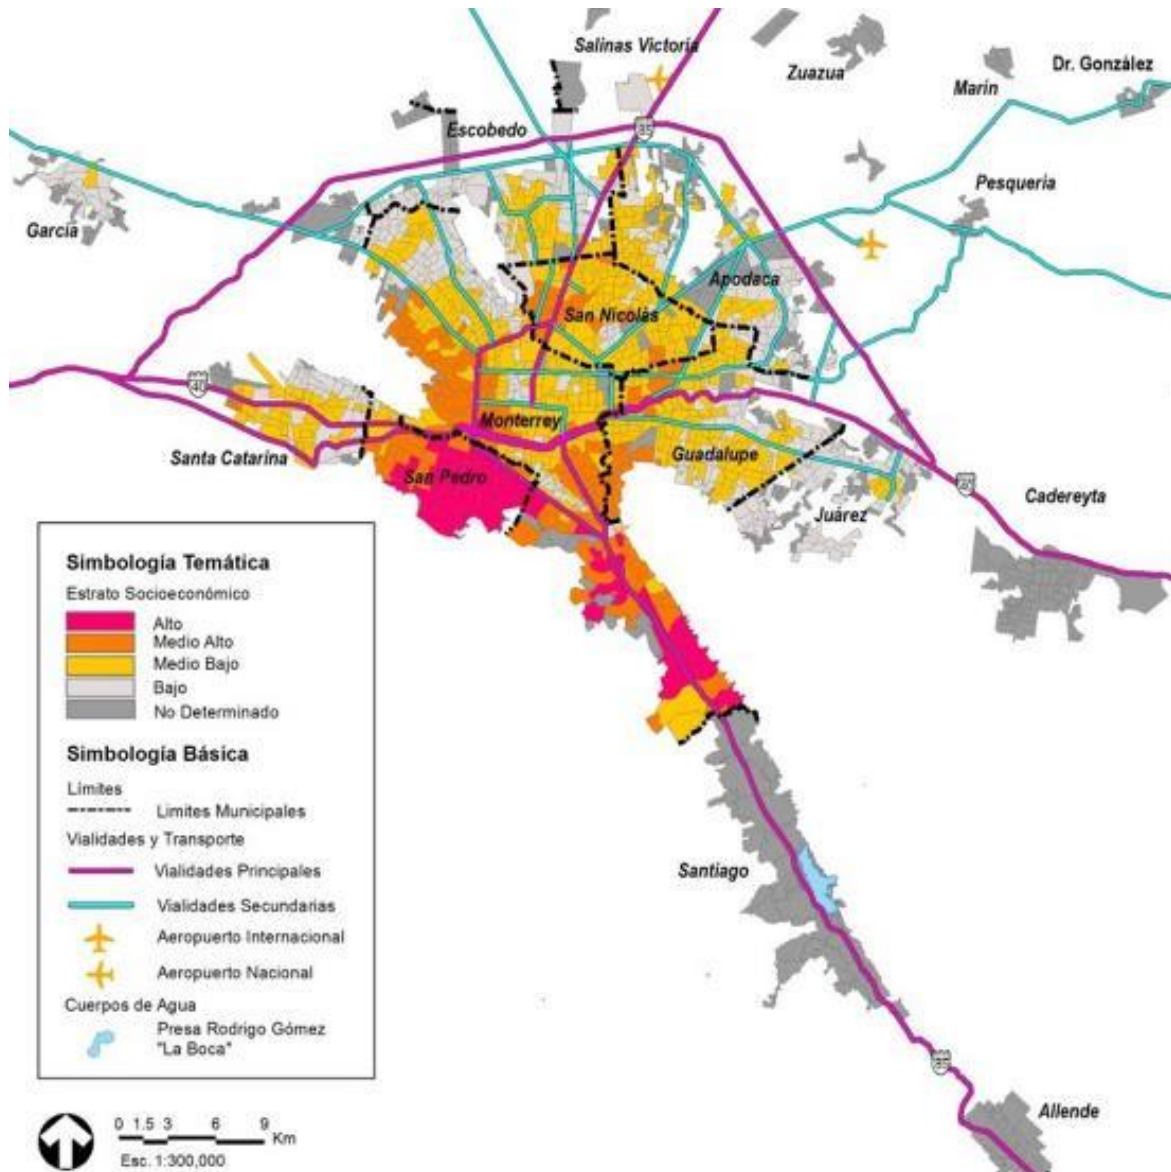 Salinas Victoria
Zuazua
Marín
Dr. González
Escobedo
85
Pesquería
García
Apodaca
San Nicolás
40
Monterrey
Santa Catarina
San Pedro
Guadalupe
Juárez
40
Cadereyta
Simbología Temática
Estrato Socioeconómico
Alto
Medio Alto
Medio Bajo
Bajo
No Determinado
Simbología Básica
Límites
Limites Municipales
Vialidades y Transporte
Vialidades Principales
Vialidades Secundarias
Aeropuerto Internacional
Aeropuerto Nacional
Cuerpos de Agua
Presa Rodrigo Gómez
"La Boca"
Santiago
85
Allende
0 1.5 3 6 9
Km
Esc. 1:300,000